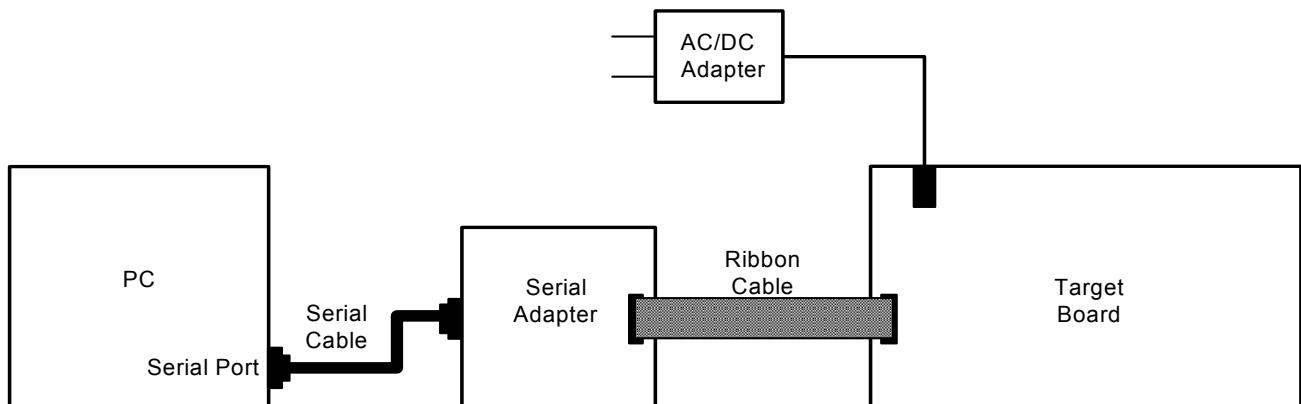 AC/DC
Adapter
PC
Serial
Cable
Serial Port
Serial
Adapter
Ribbon
Cable
Target
Board